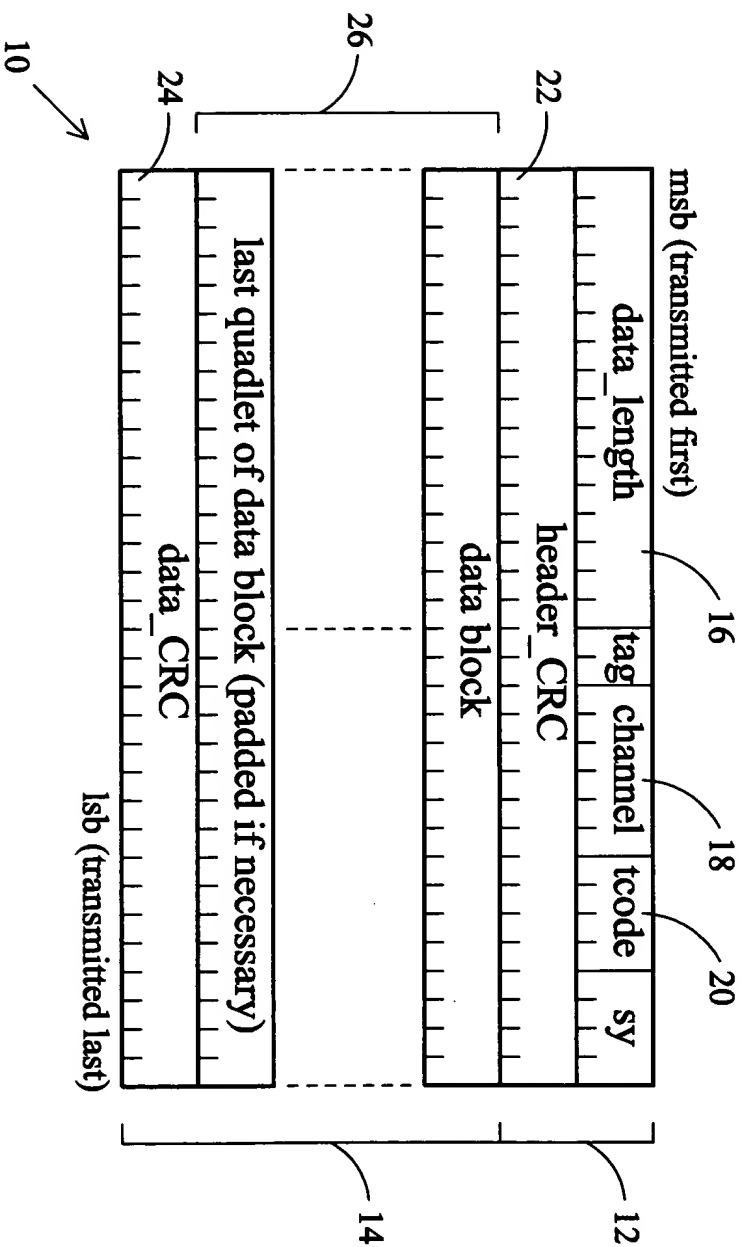 msb (transmitted first)
16
18
20
data_length
tag
channel
tcode
sy
12
22
header_CRC
data block
26
14
last quadlet of data block (padded if necessary)
24
data_CRC
lsb (transmitted last)
10